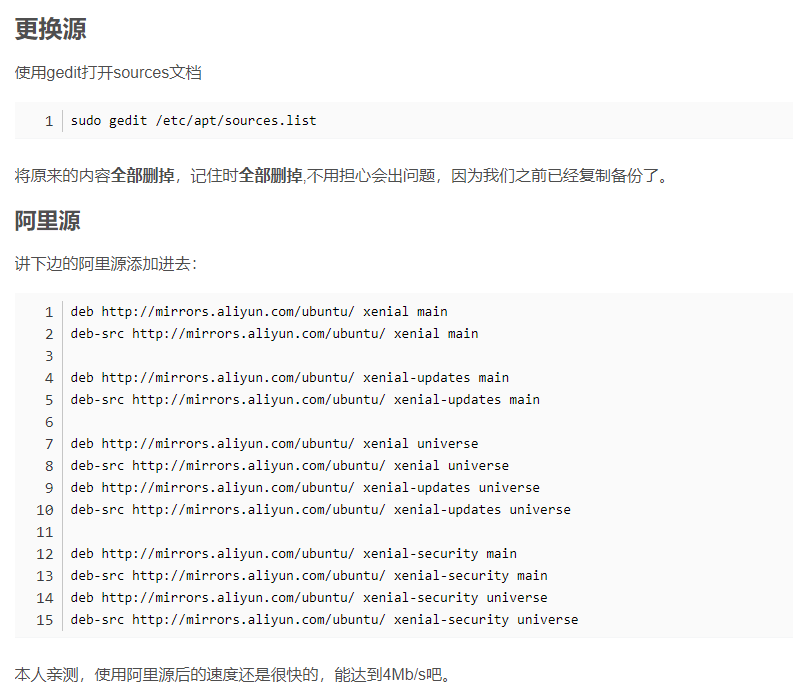 更换源
使用gedit打开sources文档
1 sudo gedit /etc/apt/sources.list
将原来的内容全部删掉，记住时全部删掉,不用担心会出问题，因为我们之前已经复制备份了。
阿里源
讲下边的阿里源添加进去：
1 deb http://mirrors.aliyun.com/ubuntu/ xenial main
2 deb-src http://mirrors.aliyun.com/ubuntu/ xenial main
3
4 deb http://mirrors.aliyun.com/ubuntu/ xenial-updates main
5 deb-src http://mirrors.aliyun.com/ubuntu/ xenial-updates main
6
7 deb http://mirrors.aliyun.com/ubuntu/ xenial universe
8 deb-src http://mirrors.aliyun.com/ubuntu/ xenial universe
9 deb http://mirrors.aliyun.com/ubuntu/ xenial-updates universe
10 deb-src http://mirrors.aliyun.com/ubuntu/ xenial-updates universe
11
12 deb http://mirrors.aliyun.com/ubuntu/ xenial-security main
13 deb-src http://mirrors.aliyun.com/ubuntu/ xenial-security main
14 deb http://mirrors.aliyun.com/ubuntu/ xenial-security universe
15 deb-src http://mirrors.aliyun.com/ubuntu/ xenial-security universe
本人亲测，使用阿里源后的速度还是很快的，能达到4Mb/s吧。